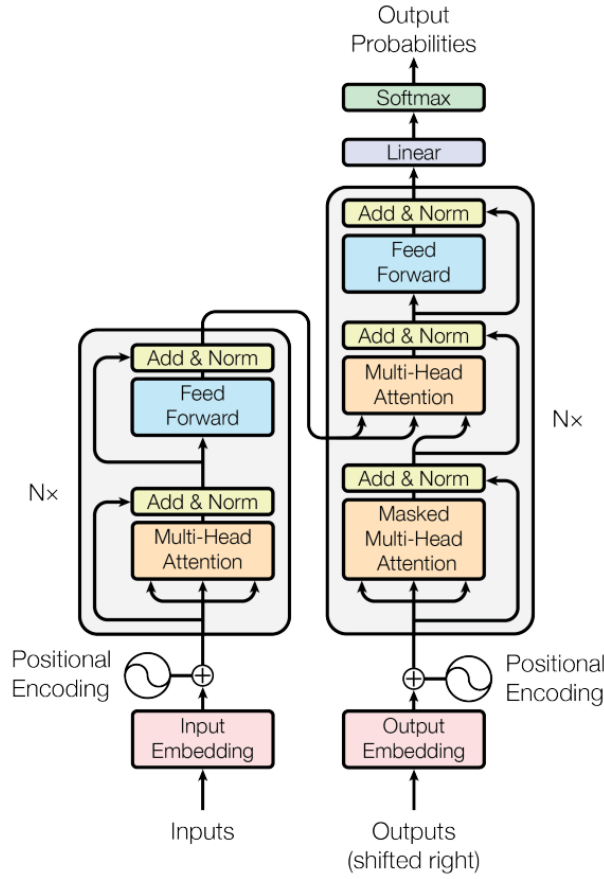 Output
Probabilities
Softmax
Linear
Add & Norm
Feed
Forward
Add & Norm
Multi-Head
Attention
Add & Norm
Masked
Multi-Head
Attention
Nx
Add & Norm
Feed
Forward
Add & Norm
Multi-Head
Attention
N×
Positional
Encoding
Positional
Encoding
Input
Embedding
Output
Embedding
Inputs
Outputs
(shifted right)